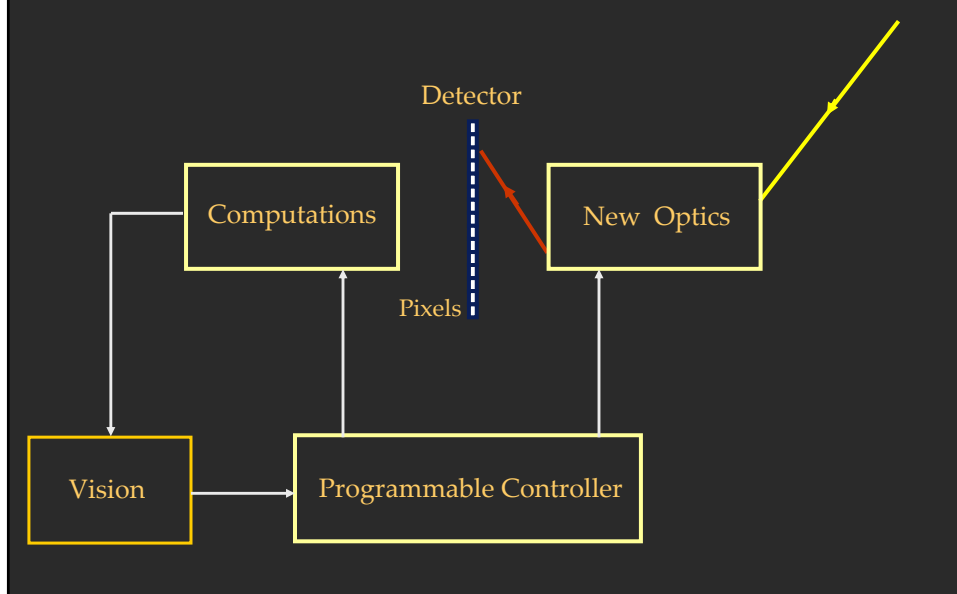 Detector
Computations
New Optics
Pixels
Vision
Programmable Controller